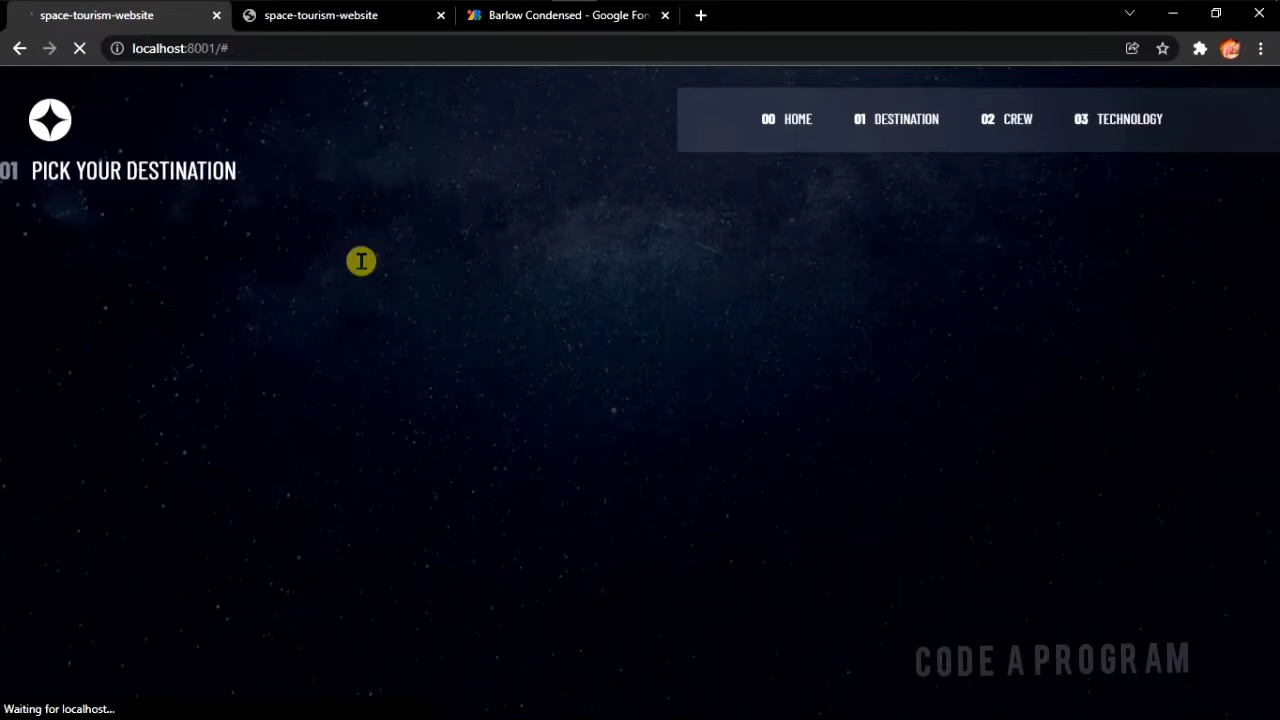 space-tourism-website
space-tourism-website
Barlow Condensed - Google Fon
localhost:8001/#
00 HOME
01 DESTINATION
02 CREW
03 TECHNOLOGY
01 PICK YOUR DESTINATION
CODE A PROGRAM
Waiting for localhost...